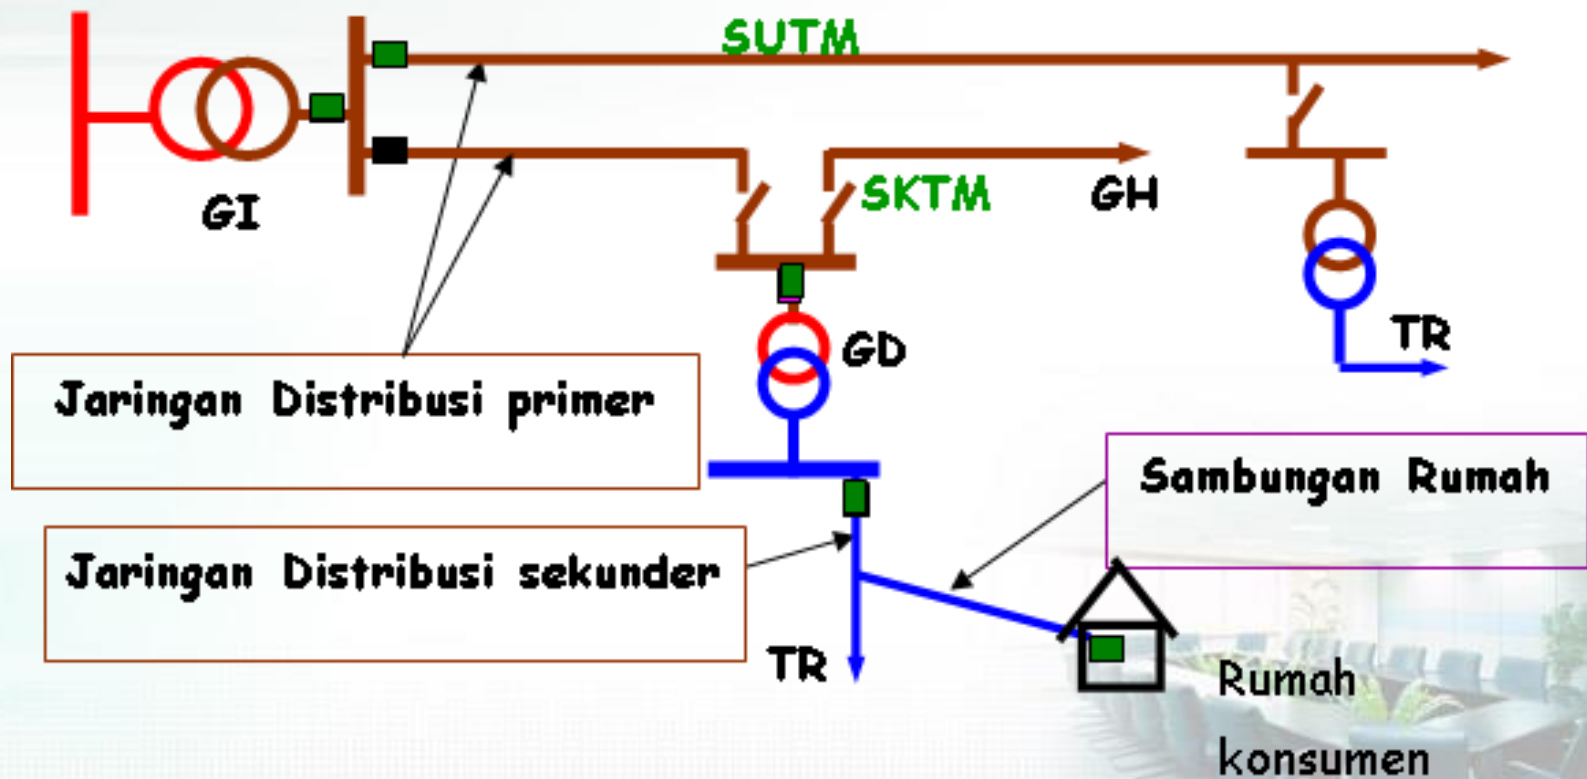 SUTM
GI
SKTM
GH
GD
TR
Jaringan Distribusi primer
Sambungan Rumah
Jaringan Distribusi sekunder
TR
Rumah
konsumen